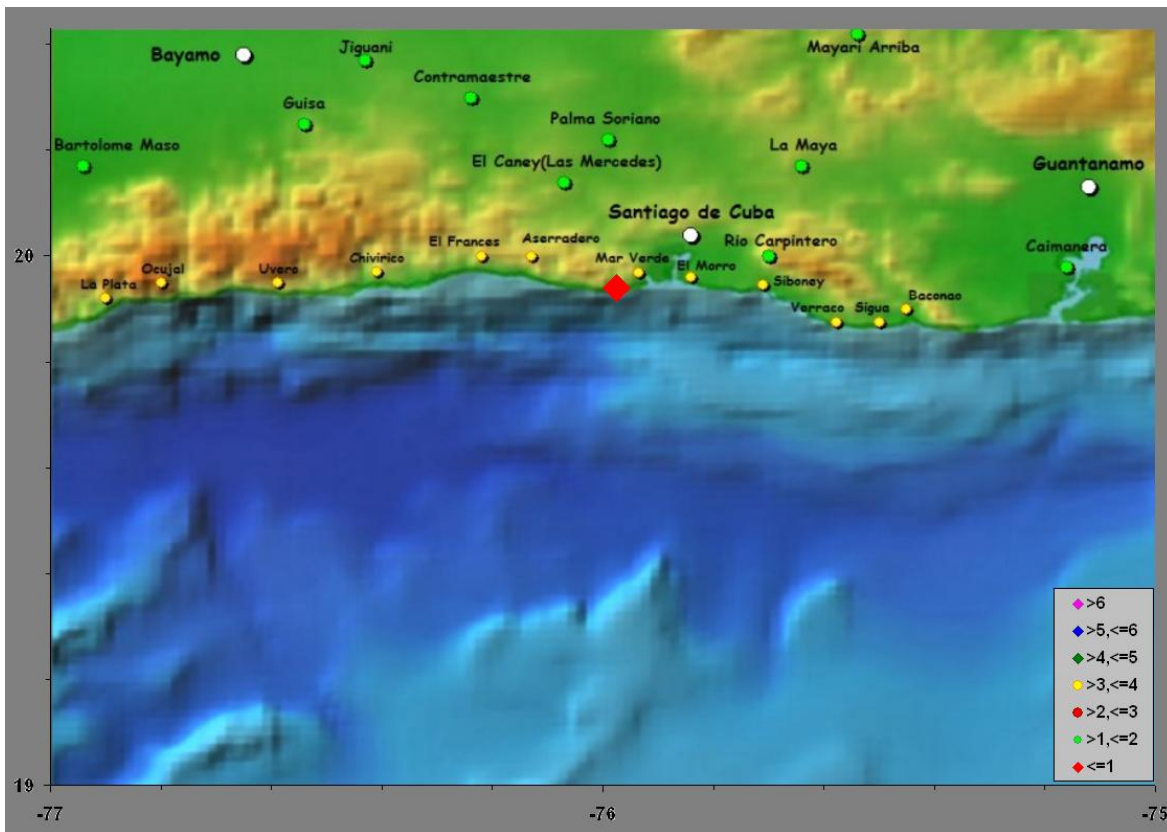 Mayari Arriba
Jiguani
Bayamo
Contramaestre
Guisa
Palma Soriano
Bartolome Maso
La Maya
El Caney(Las Mercedes)
Guantanamo
Santiago de Cuba
El Frances
Aserradero
Rio Carpintero
Caimanera
20
Mar Verde
Chivirico
Ocujal
Uvero
El Morro
La Plata
Siboney
Baconao
Verraco
Sigua
>6
>5,<=6
>4,<=5
>3,<=4
>2,<=3
>1,<=2
<=1
19
-77
-76
-75